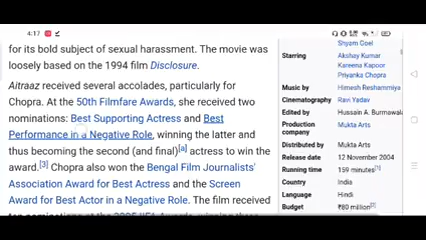 4:17
for its bold subject of sexual harassment. The movie was
loosely based on the 1994 film Disclosure.
Aitraaz received several accolades, particularly for
Chopra. At the 50th Filmfare Awards, she received two
nominations: Best Supporting Actress and Best
Performance in a Negative Role, winning the latter and
thus becoming the second (and final)[a] actress to win the
award.[3] Chopra also won the Bengal Film Journalists'
Association Award for Best Actress and the Screen
Award for Best Actor in a Negative Role. The film received
Shyam Goel
Starring Akshay Kumar
Kareena Kapoor
Priyanka Chopra
Music by Himesh Reshammiya
Cinematography Ravi Yadav
Edited by Hussain A. Burmawala
Production company Mukta Arts
Distributed by Mukta Arts
Release date 12 November 2004
Running time 159 minutes[1]
Country India
Language Hindi
Budget ₹80 million